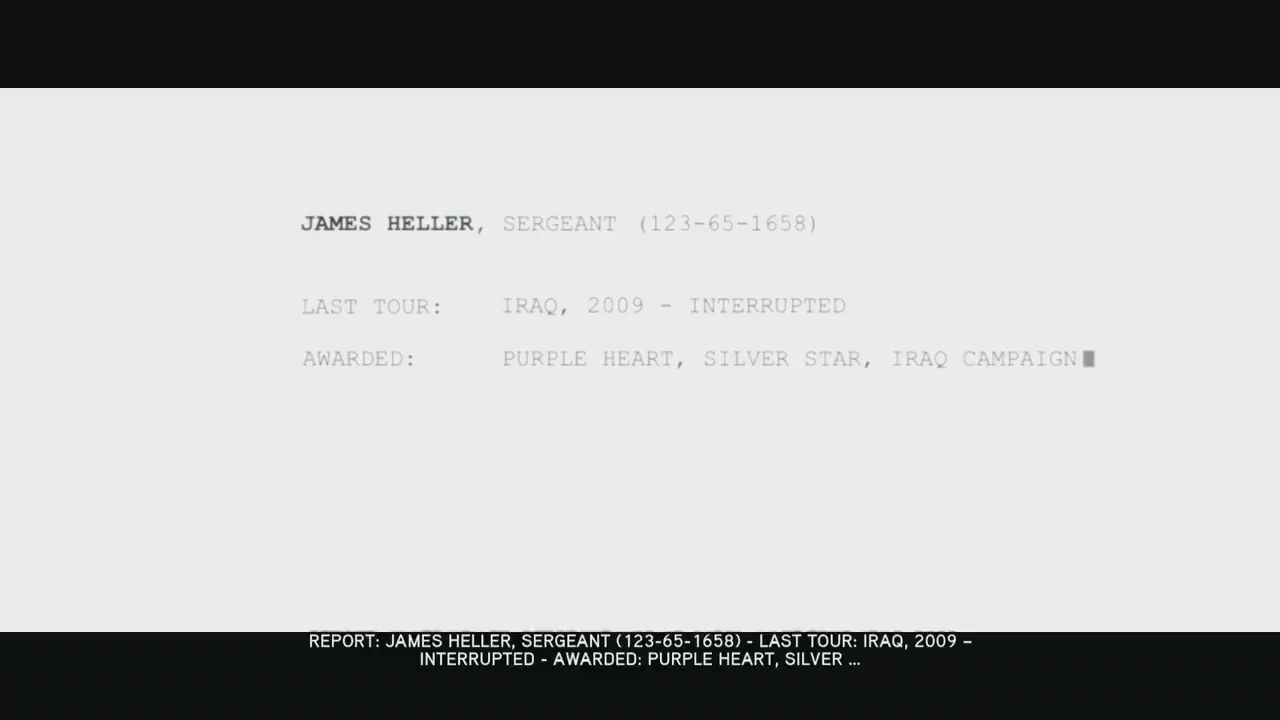 JAMES HELLER, SERGEANT (123-65-1658)
LAST TOUR: IRAQ, 2009 - INTERRUPTED
AWARDED: PURPLE HEART, SILVER STAR, IRAQ CAMPAIGN
REPORT: JAMES HELLER, SERGEANT (123-65-1658) - LAST TOUR: IRAQ, 2009 –
INTERRUPTED - AWARDED: PURPLE HEART, SILVER ...